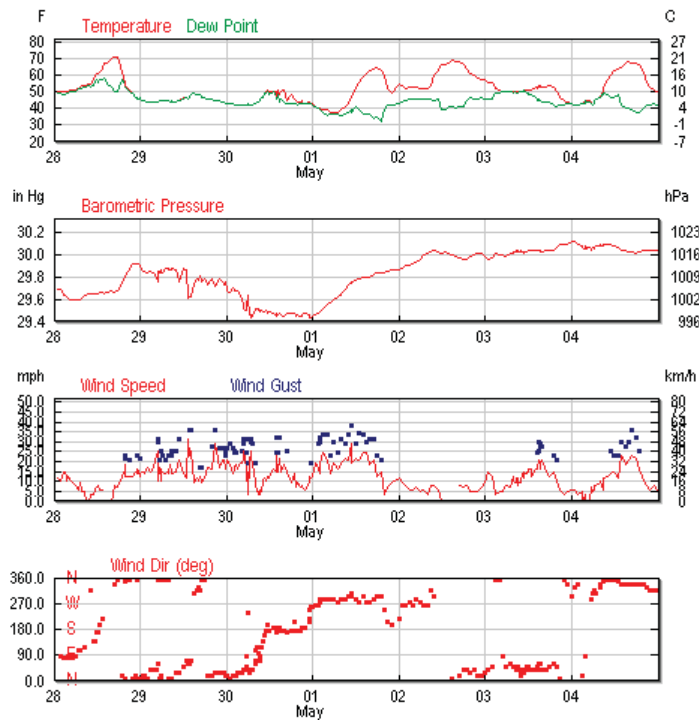 F Temperature Dew Point C
80 27
70 21
60 16
50 10
40 4
30 -1
20 -7
28 29 30 01 02 03 04
May
in Hg Barometric Pressure hPa
30.2 1023
30.0 1016
29.8 1009
29.6 1002
29.4 996
28 29 30 01 02 03 04
May
mph Wind Speed Wind Gust km/h
50.0 80
45.0 72
40.0 64
35.0 56
30.0 48
25.0 40
20.0 32
15.0 24
10.0 16
5.0 8
0.0 0
28 29 30 01 02 03 04
May
Wind Dir (deg)
360.0 N
270.0 W
180.0 S
90.0 E
0.0 N
28 29 30 01 02 03 04
May